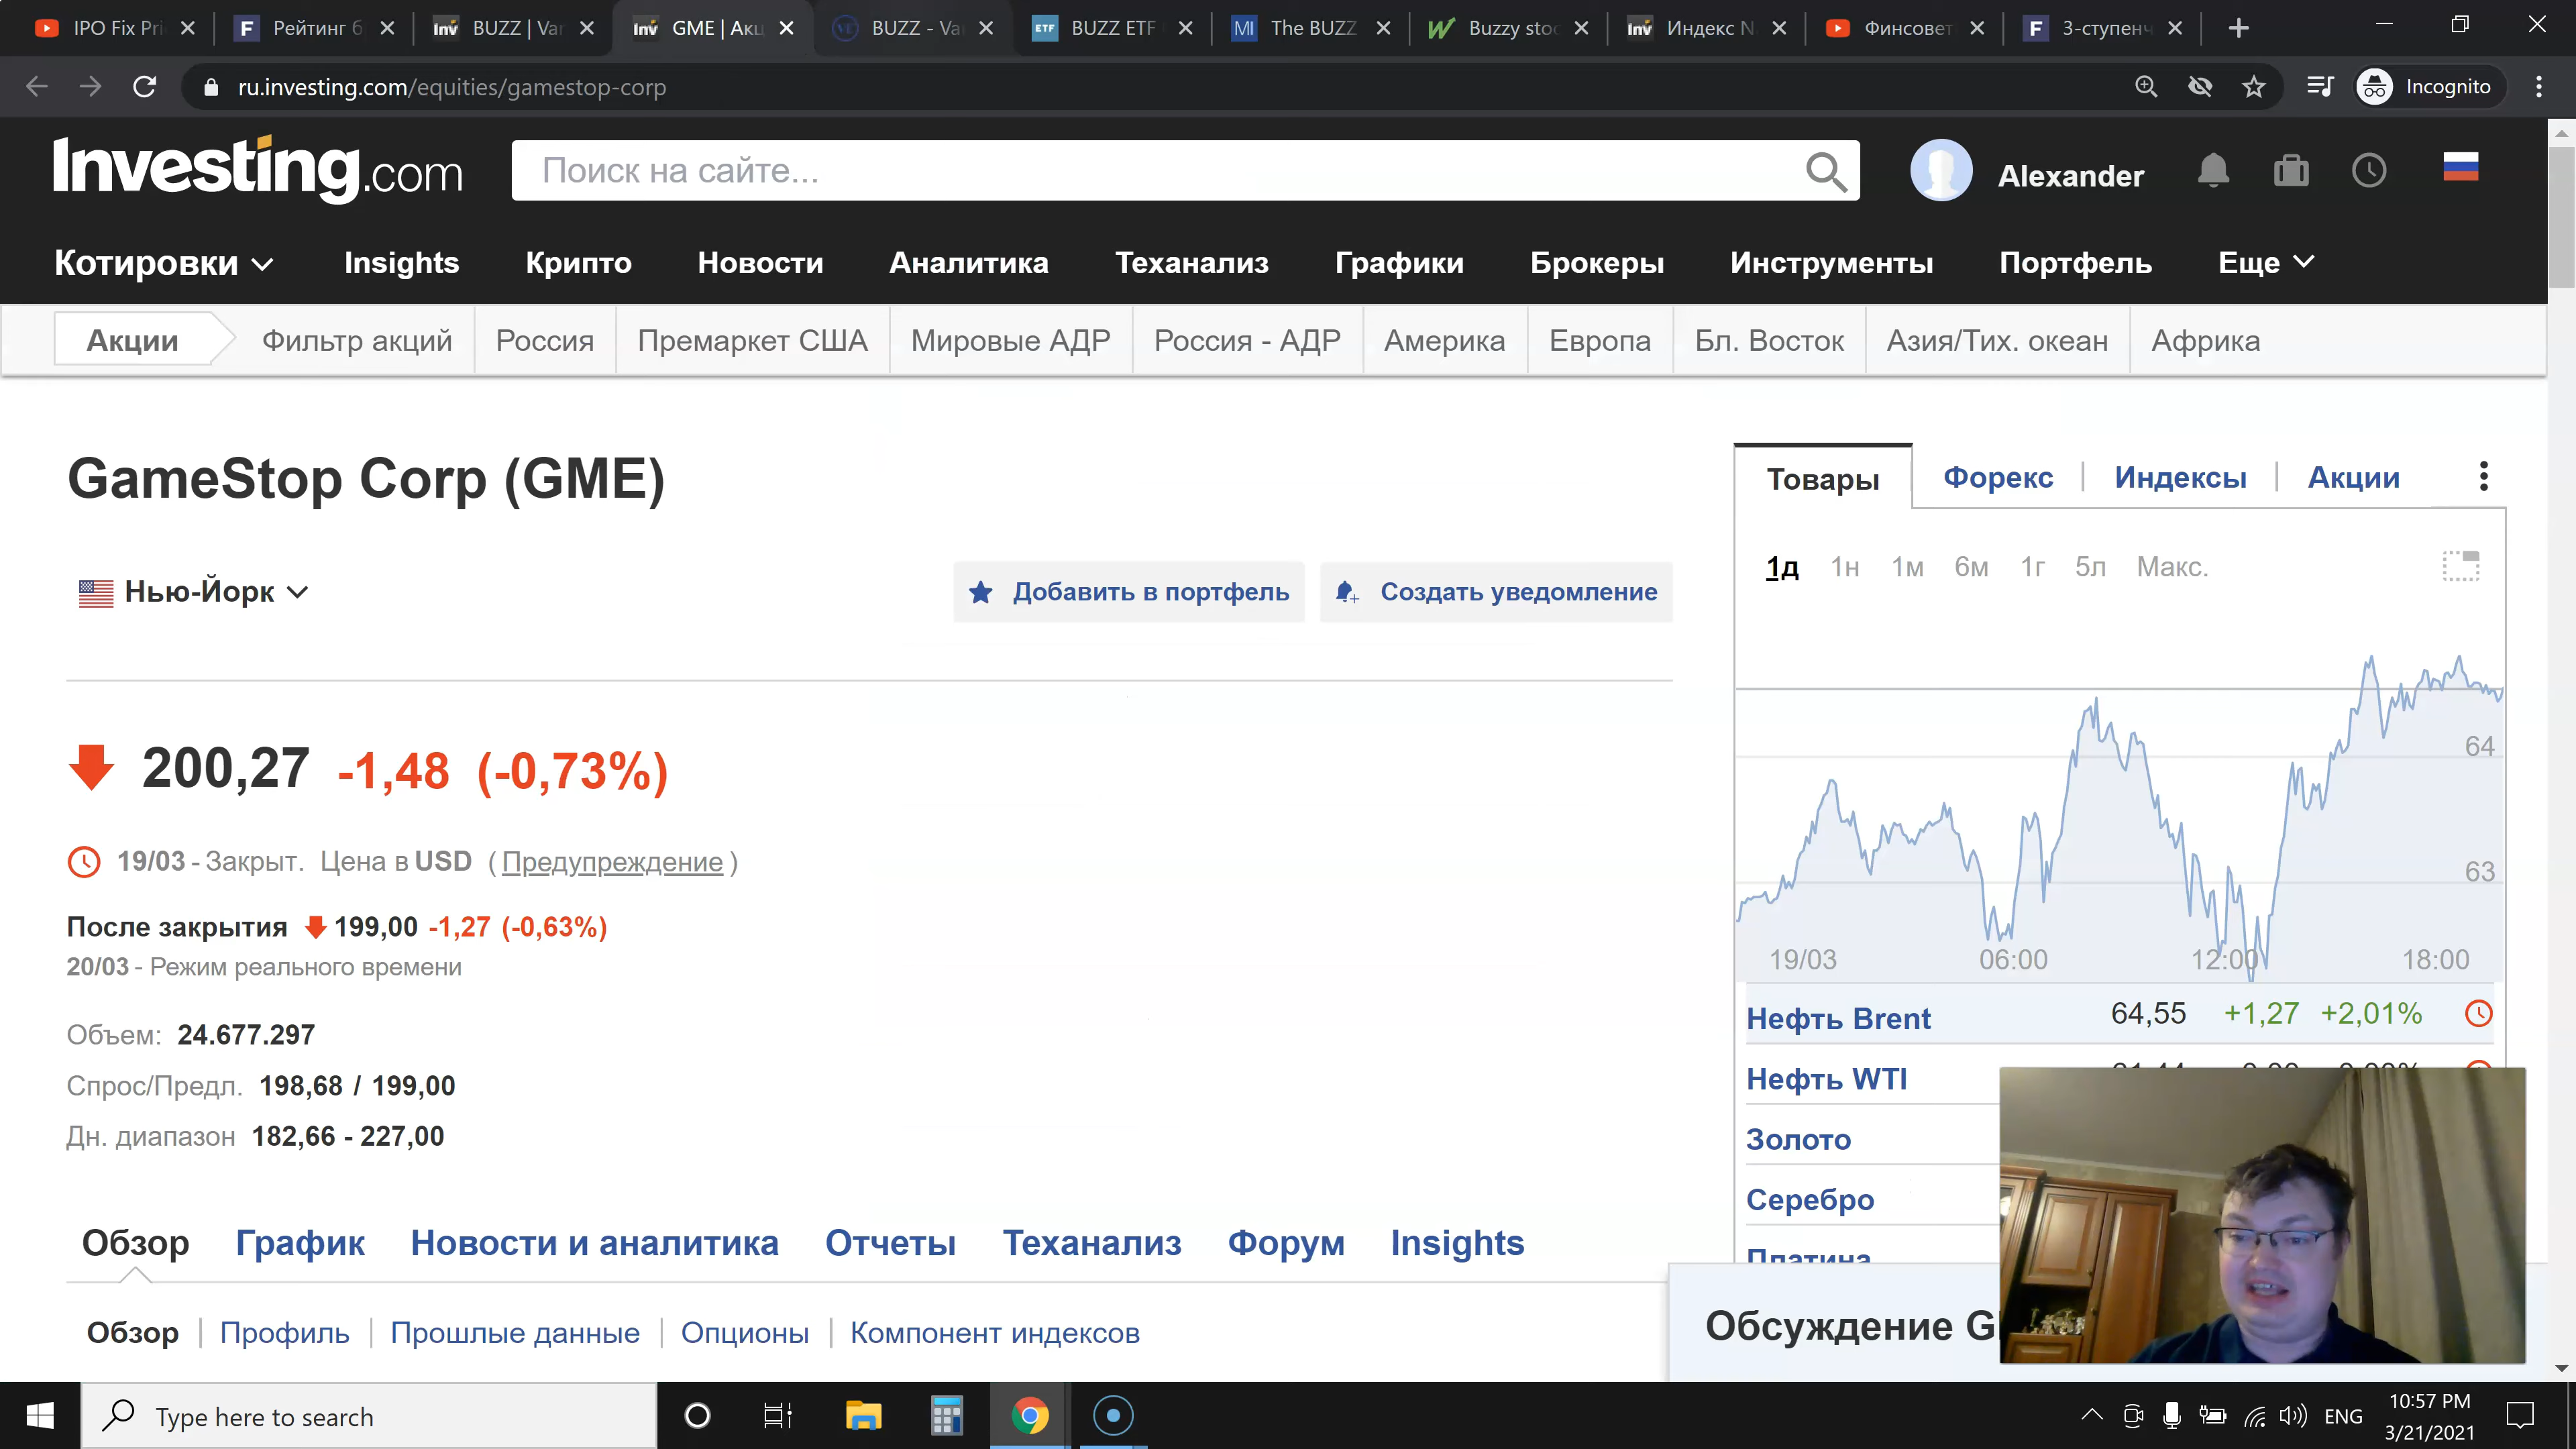 IPO Fix Pri
Рейтинг б
BUZZ | Van
GME | Акц
BUZZ - Va
BUZZ ETF
The BUZZ
Buzzy stoc
Индекс N
Финсовет
3-ступенч
ru.investing.com/equities/gamestop-corp
Incognito
Investing.com
Поиск на сайте...
Alexander
Котировки
Insights
Крипто
Новости
Аналитика
Теханализ
Графики
Брокеры
Инструменты
Портфель
Еще
Акции
Фильтр акций
Россия
Премаркет США
Мировые АДР
Россия - АДР
Америка
Европа
Бл. Восток
Азия/Тих. океан
Африка
GameStop Corp (GME)
Нью-Йорк
Добавить в портфель
Создать уведомление
200,27 -1,48 (-0,73%)
19/03 - Закрыт. Цена в USD ( Предупреждение )
После закрытия 199,00 -1,27 (-0,63%)
20/03 - Режим реального времени
Объем: 24.677.297
Спрос/Предл. 198,68 / 199,00
Дн. диапазон 182,66 - 227,00
Обзор
График
Новости и аналитика
Отчеты
Теханализ
Форум
Insights
Обзор
Профиль
Прошлые данные
Опционы
Компонент индексов
Товары
Форекс
Индексы
Акции
1д 1н 1м 6м 1г 5л Макс.
64
63
19/03 06:00 12:00 18:00
Нефть Brent 64,55 +1,27 +2,01%
Нефть WTI
Золото
Серебро
Платина
Обсуждение G
Type here to search
ENG
10:57 PM
3/21/2021